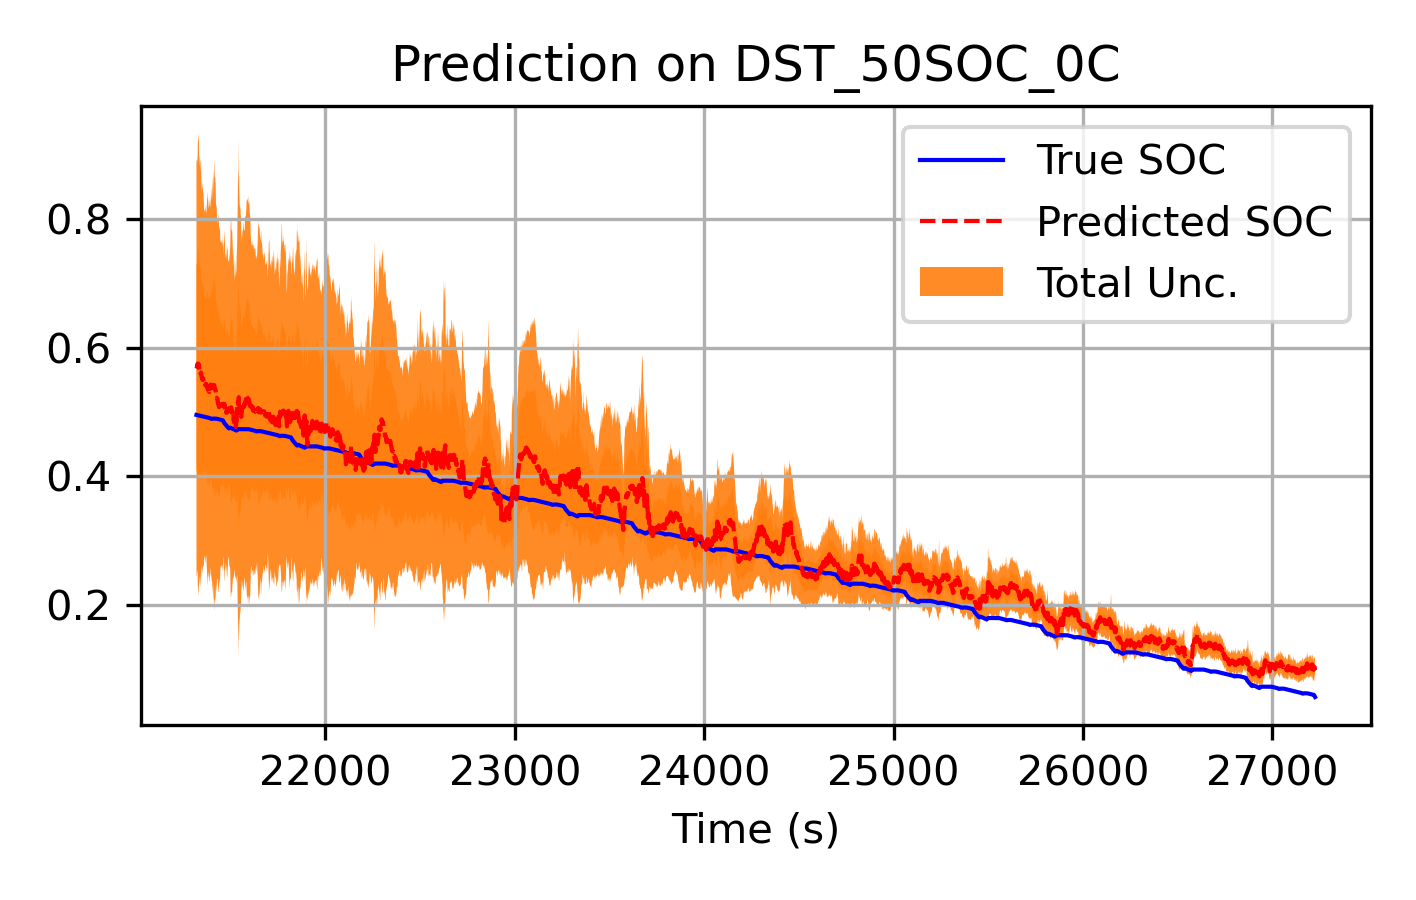 Prediction on DST_50SOC_0C
True SOC
Predicted SOC
Total Unc.
0.8
0.6
0.4
0.2
22000 23000 24000 25000 26000 27000
Time (s)